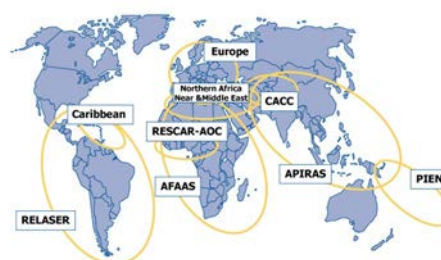 Europe
Northern Africa
Near &Middle East
CACC
Caribbean
RESCAR-AOC
AFAAS
APIRAS
PIEN
RELASER